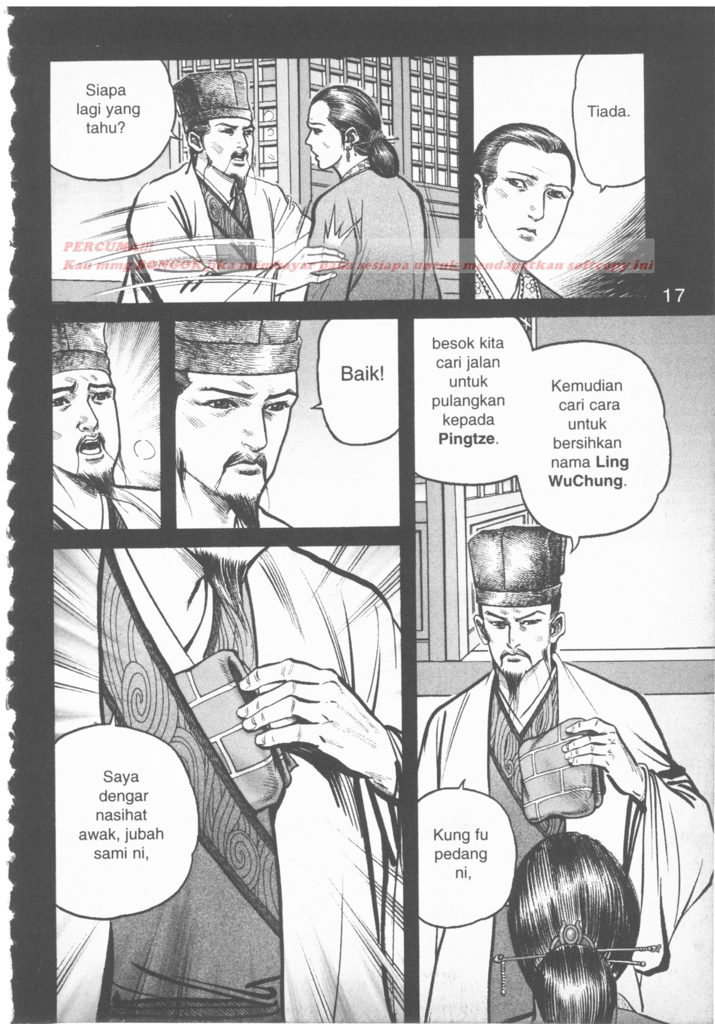 Siapa
lagi yang
tahu?
Tiada.
PERCUMA!!!
17
Baik!
Saya
dengar
nasihat
awak, jubah
sami ni,
besok kita
cari jalan
untuk
pulangkan
kepada
Pingtze.
Kemudian
cari cara
untuk
bersihkan
nama Ling
WuChung.
Kung fu
pedang
ni,